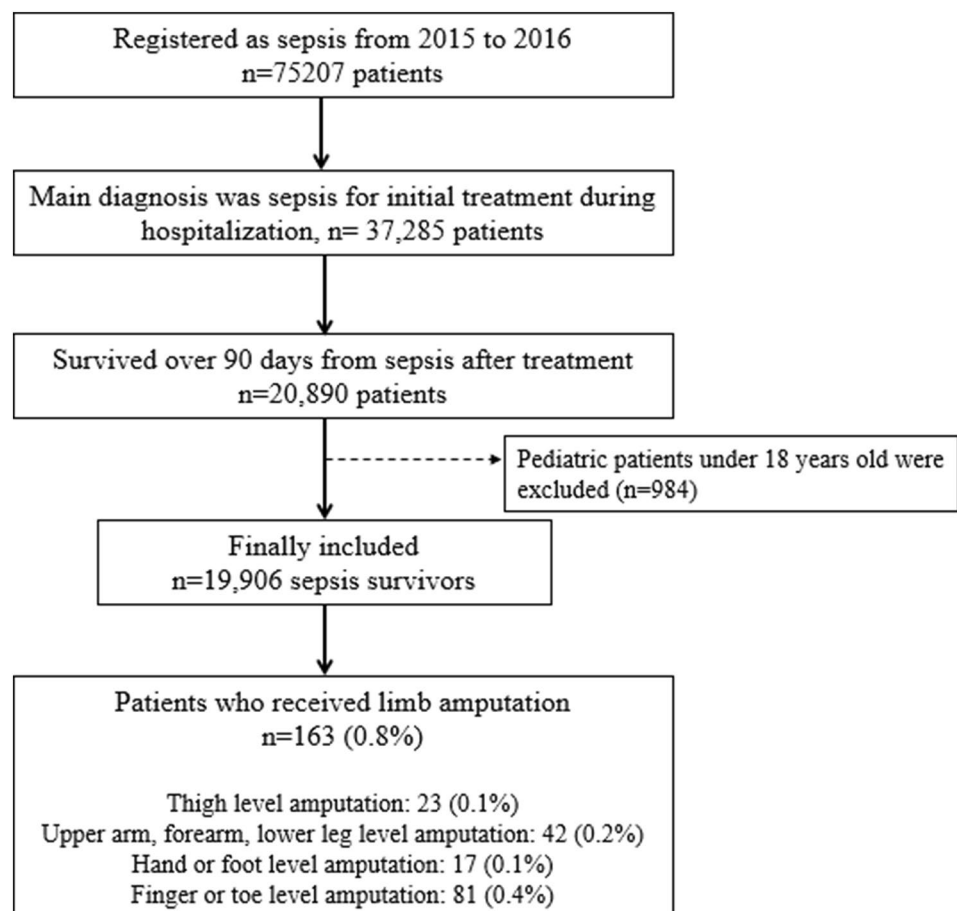 Registered as sepsis from 2015 to 2016
n=75207 patients
Main diagnosis was sepsis for initial treatment during
hospitalization, n= 37,285 patients
Survived over 90 days from sepsis after treatment
n=20,890 patients
Pediatric patients under 18 years old were
excluded (n=984)
Finally included
n=19,906 sepsis survivors
Patients who received limb amputation
n=163 (0.8%)
Thigh level amputation: 23 (0.1%)
Upper arm, forearm, lower leg level amputation: 42 (0.2%)
Hand or foot level amputation: 17 (0.1%)
Finger or toe level amputation: 81 (0.4%)